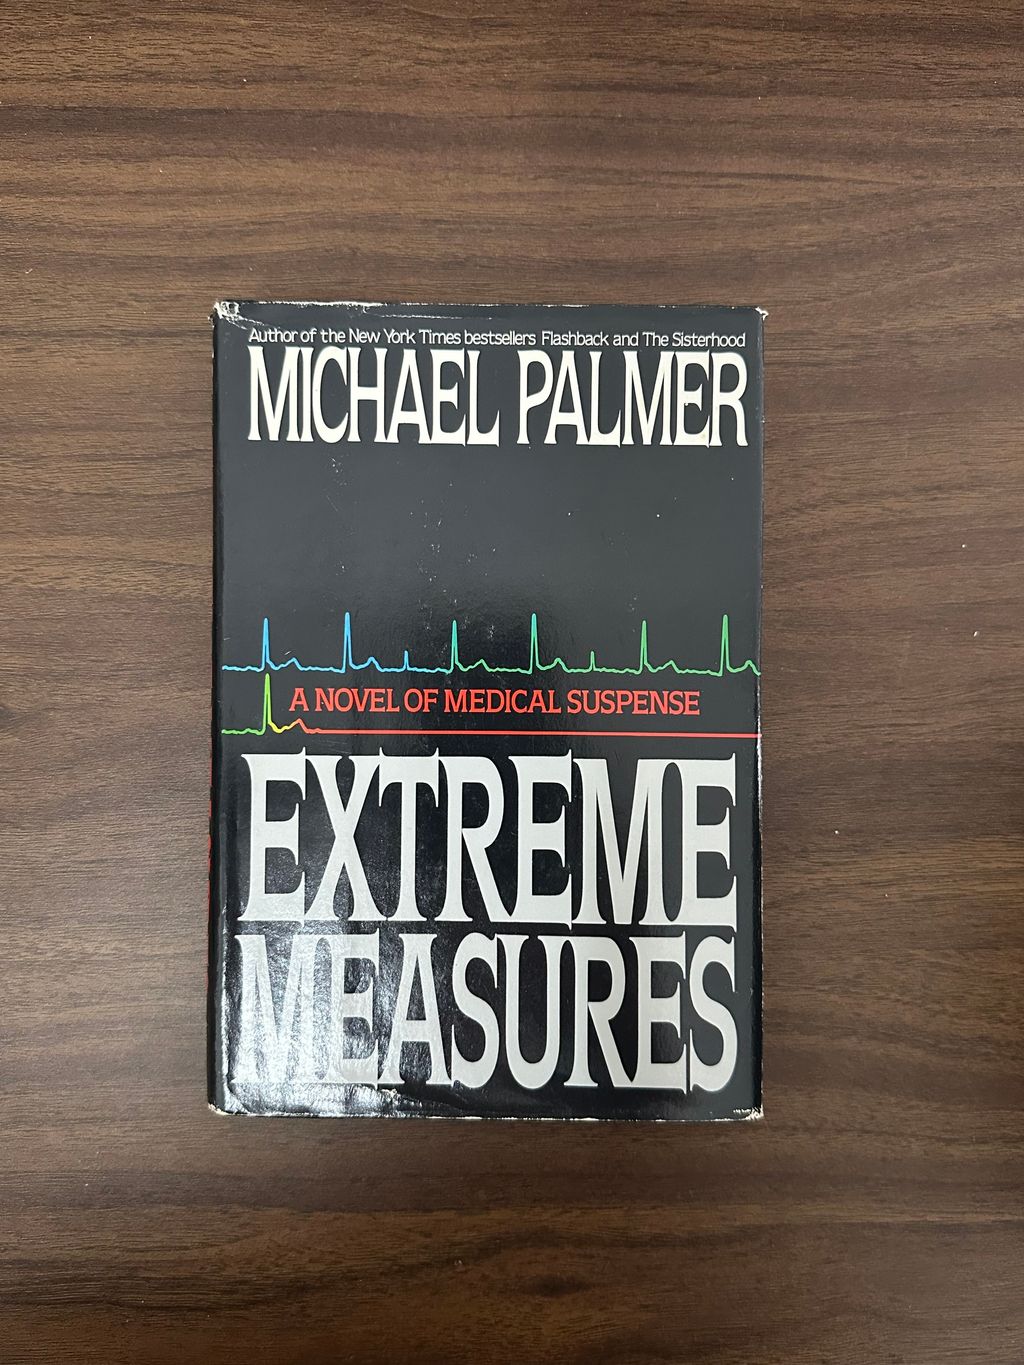 Author of the New York Times bestsellers Flashback and The Sisterhood
MICHAEL PALMER
A NOVEL OF MEDICAL SUSPENSE
EXTREME
MEASURES